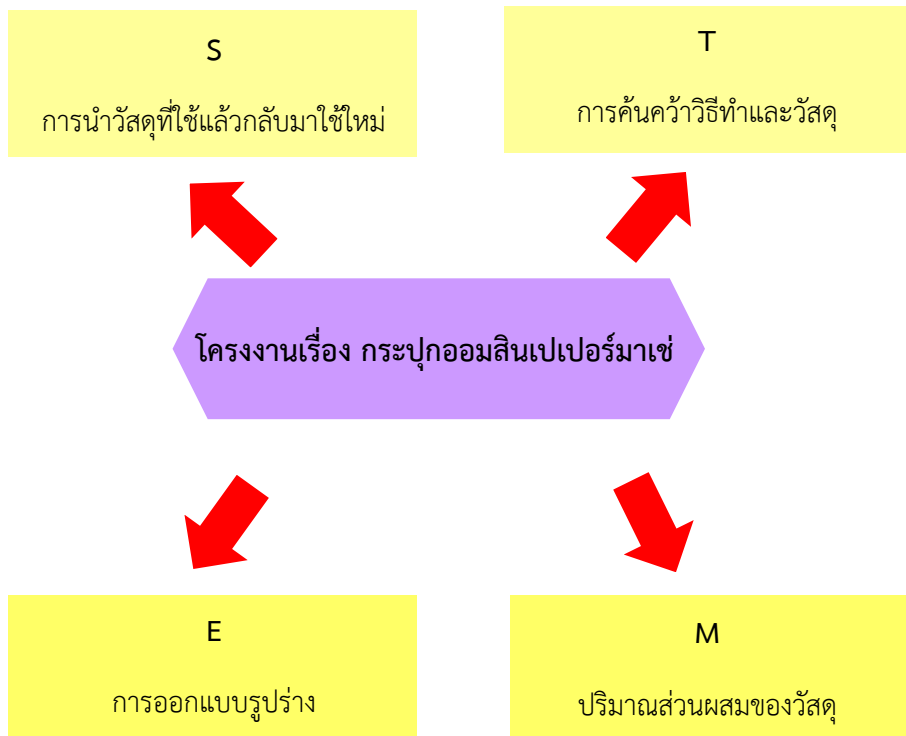 S
การนำวัสดุที่ใช้แล้วกลับมาใช้ใหม่
T
การค้นคว้าวิธีทำและวัสดุ
โครงงานเรื่อง กระปุกออมสินเปเปอร์มาเช่
E
การออกแบบรูปร่าง
M
ปริมาณส่วนผสมของวัสดุ